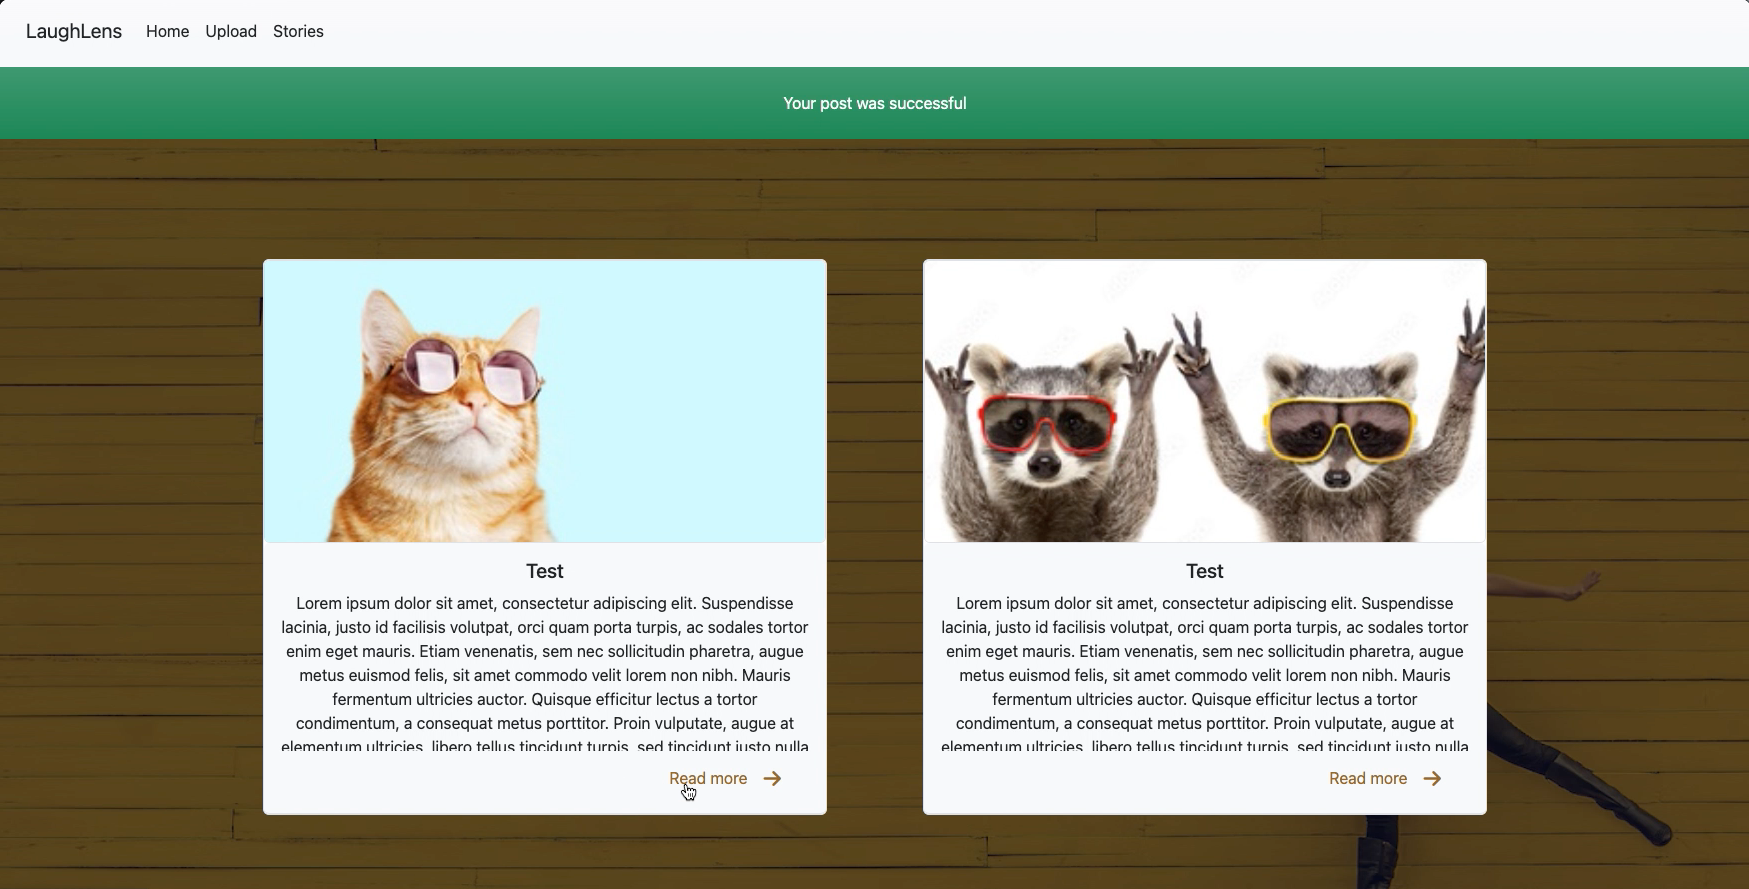 LaughLens Home Upload Stories
Your post was successful
Test
Lorem ipsum dolor sit amet, consectetur adipiscing elit. Suspendisse
lacinia, justo id facilisis volutpat, orci quam porta turpis, ac sodales tortor
enim eget mauris. Etiam venenatis, sem nec sollicitudin pharetra, augue
metus euismod felis, sit amet commodo velit lorem non nibh. Mauris
fermentum ultricies auctor. Quisque efficitur lectus a tortor
condimentum, a consequat metus porttitor. Proin vulputate, augue at
elementum ultricies, libero tellus tincidunt turpis, sed tincidunt justo nulla
Read more
Test
Lorem ipsum dolor sit amet, consectetur adipiscing elit. Suspendisse
lacinia, justo id facilisis volutpat, orci quam porta turpis, ac sodales tortor
enim eget mauris. Etiam venenatis, sem nec sollicitudin pharetra, augue
metus euismod felis, sit amet commodo velit lorem non nibh. Mauris
fermentum ultricies auctor. Quisque efficitur lectus a tortor
condimentum, a consequat metus porttitor. Proin vulputate, augue at
elementum ultricies, libero tellus tincidunt turpis, sed tincidunt justo nulla
Read more